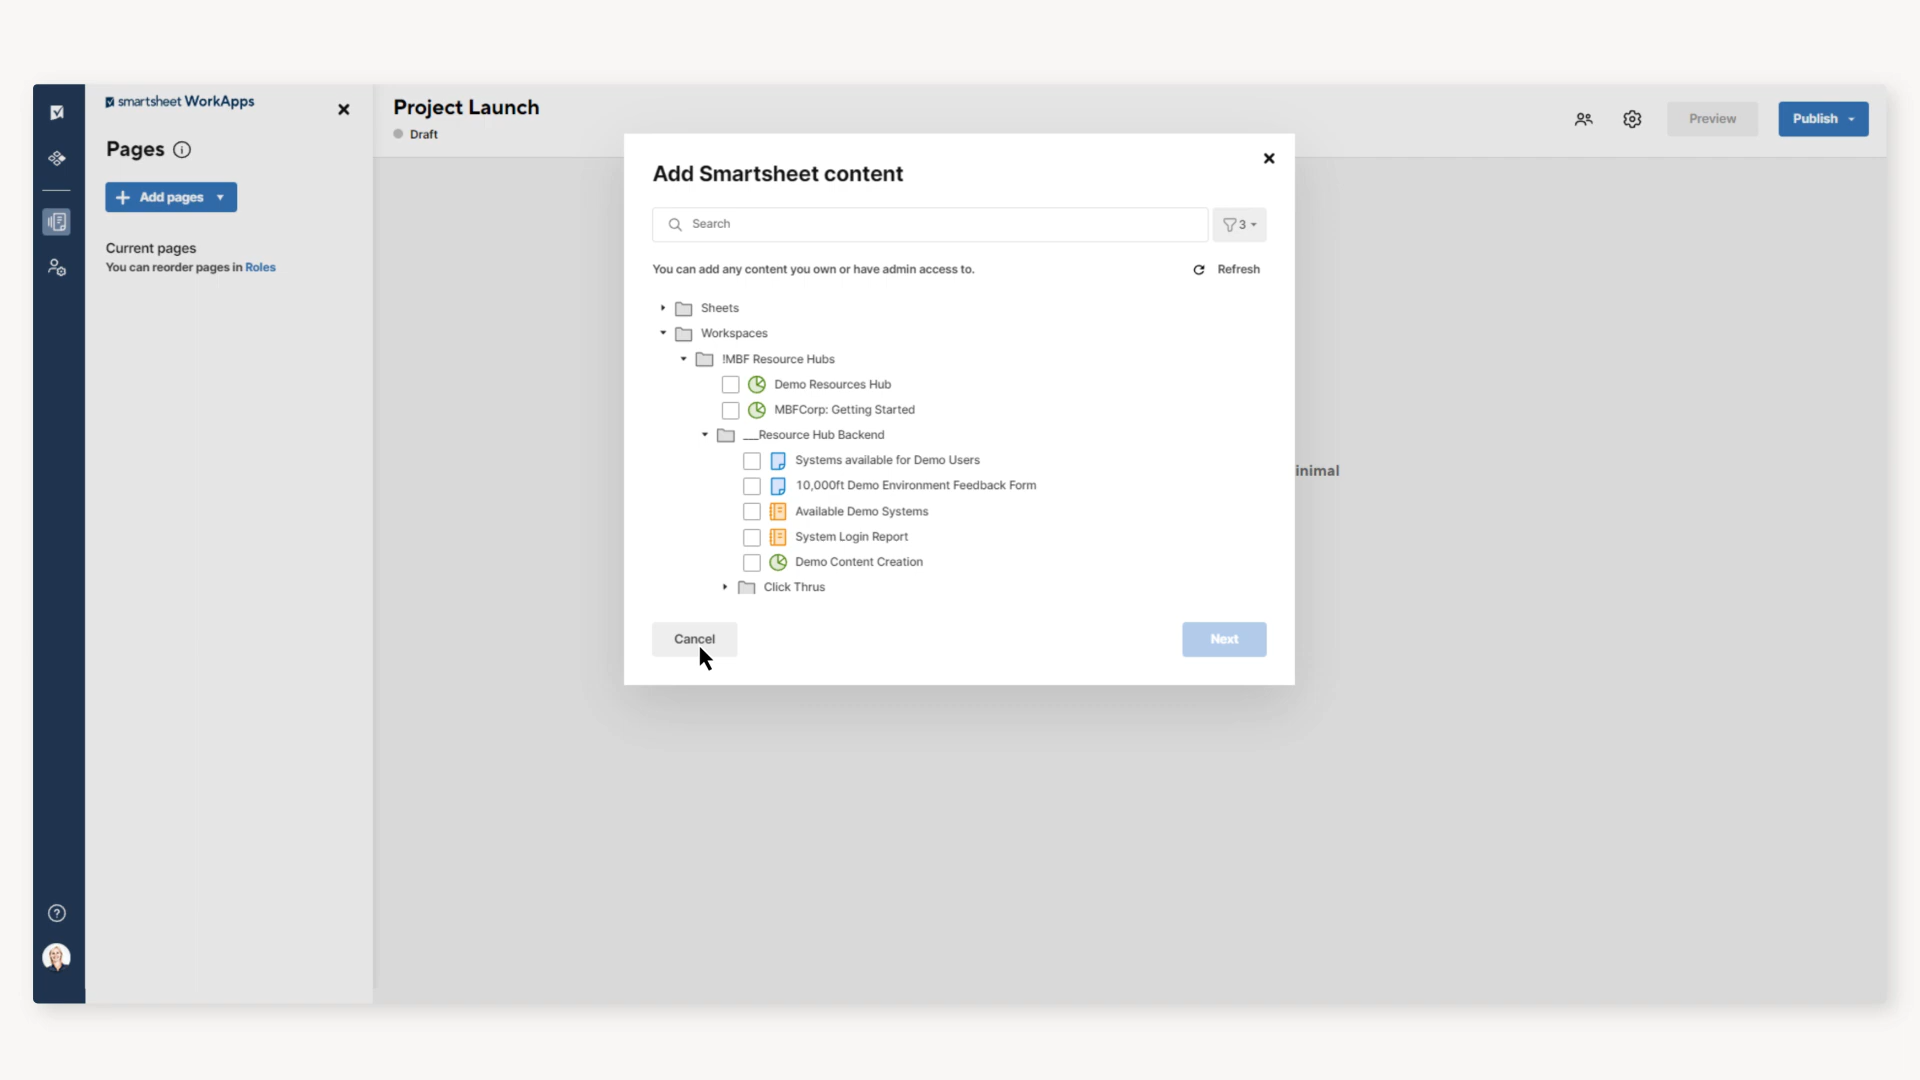 smartsheet WorkApps
Pages
Add pages
Current pages
You can reorder pages in Roles
Project Launch
Draft
Preview
Publish
Add Smartsheet content
Search
3
You can add any content you own or have admin access to.
Refresh
Sheets
Workspaces
!MBF Resource Hubs
Demo Resources Hub
MBFCorp: Getting Started
___Resource Hub Backend
Systems available for Demo Users
10,000ft Demo Environment Feedback Form
Available Demo Systems
System Login Report
Demo Content Creation
Click Thrus
inimal
Cancel
Next